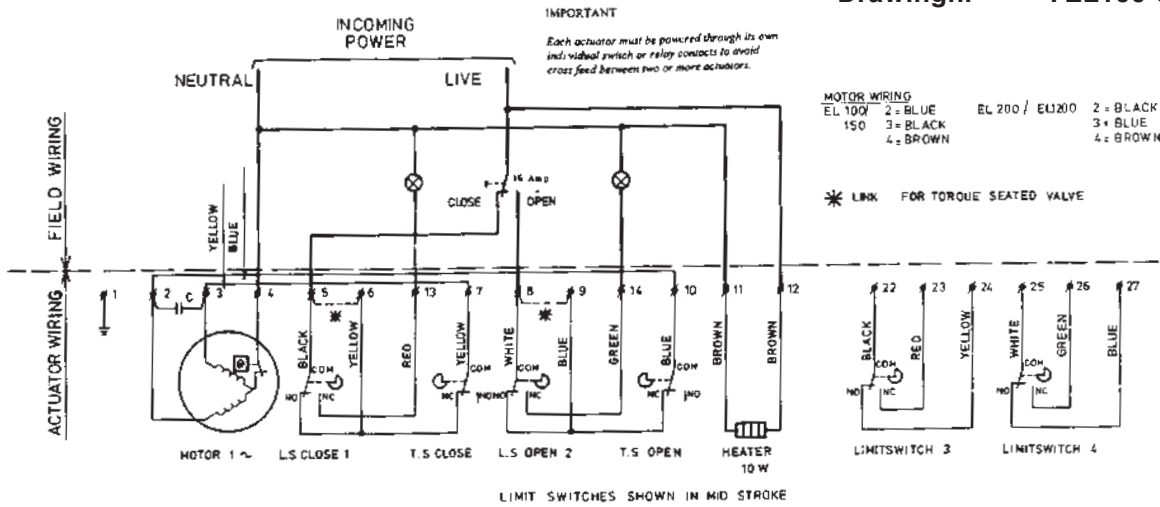 IMPORTANT
Each actuator must be powered through its own
individual switch or relay contacts to avoid
cross feed between two or more actuators.
INCOMING
POWER
NEUTRAL
LIVE
MOTOR WIRING
EL 100/ 2 = BLUE EL 200 / EL1200 2 = BLACK
150 3 = BLACK 3 = BLUE
4 = BROWN 4 = BROWN
✳ LINK FOR TORQUE SEATED VALVE
FIELD WIRING
ACTUATOR WIRING
YELLOW
BLUE
16 Amp
CLOSE
OPEN
1 2 C 3 4 5 6 13 7 8 9 14 10 11 12 22 23 24 25 26 27
✳ ✳
BLACK YELLOW RED YELLOW WHITE BLUE GREEN BLUE BROWN BROWN BLACK RED YELLOW WHITE GREEN BLUE
COM COM COM COM COM COM
NO NC NC NO NO NC NC NO NO NC NO NC
MOTOR 1 ~ L.S CLOSE 1 T.S CLOSE L.S OPEN 2 T.S OPEN HEATER LIMITSWITCH 3 LIMITSWITCH 4
10 W
LIMIT SWITCHES SHOWN IN MID STROKE